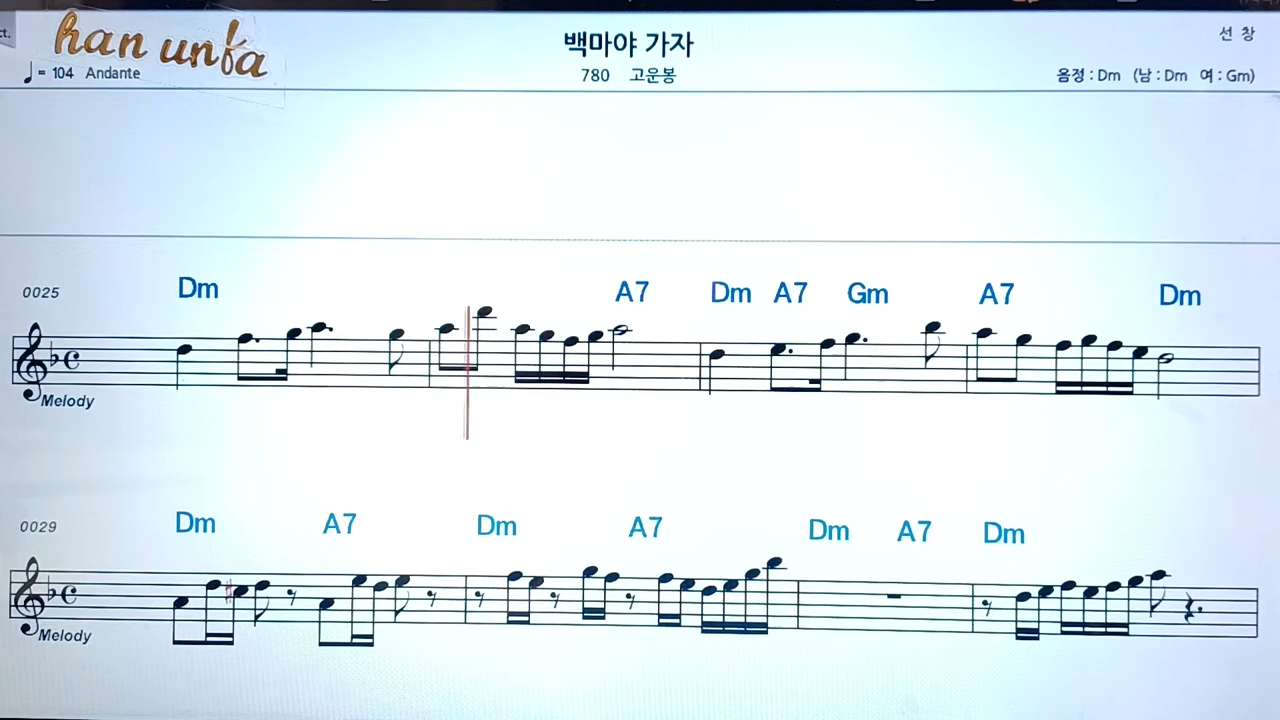 ct.
han unfa
백마야 가자
선 창
♩= 104 Andante
780 고운봉
음정 : Dm (남 : Dm 여 : Gm)
0025
Dm A7 Dm A7 Gm A7 Dm
Melody
0029
Dm A7 Dm A7 Dm A7 Dm
Melody